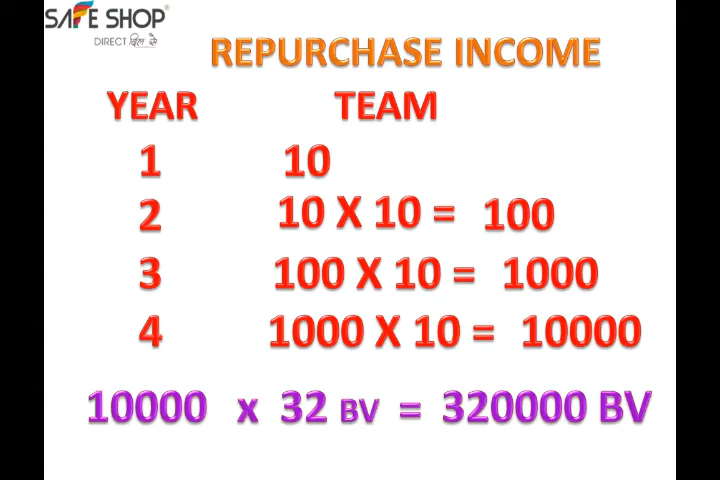 SAFE SHOP
DIRECT दिल से
REPURCHASE INCOME
YEAR TEAM
1 10
2 10 X 10 = 100
3 100 X 10 = 1000
4 1000 X 10 = 10000
10000 x 32 BV = 320000 BV